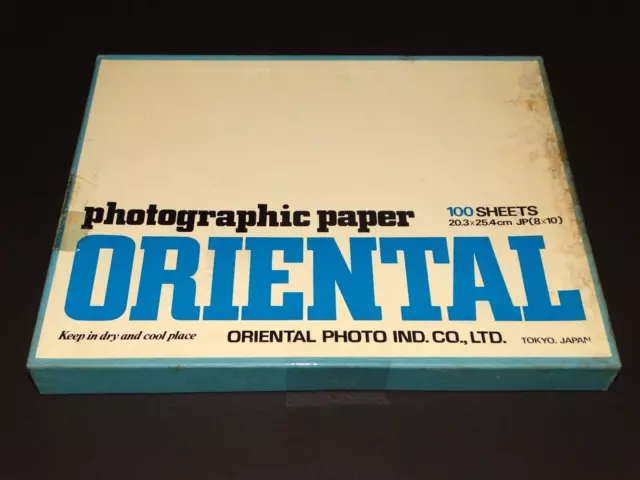 photographic paper
100 SHEETS
20.3×25.4cm JP(8×10)
ORIENTAL
Keep in dry and cool place
ORIENTAL PHOTO IND. CO., LTD.
TOKYO. JAPAN